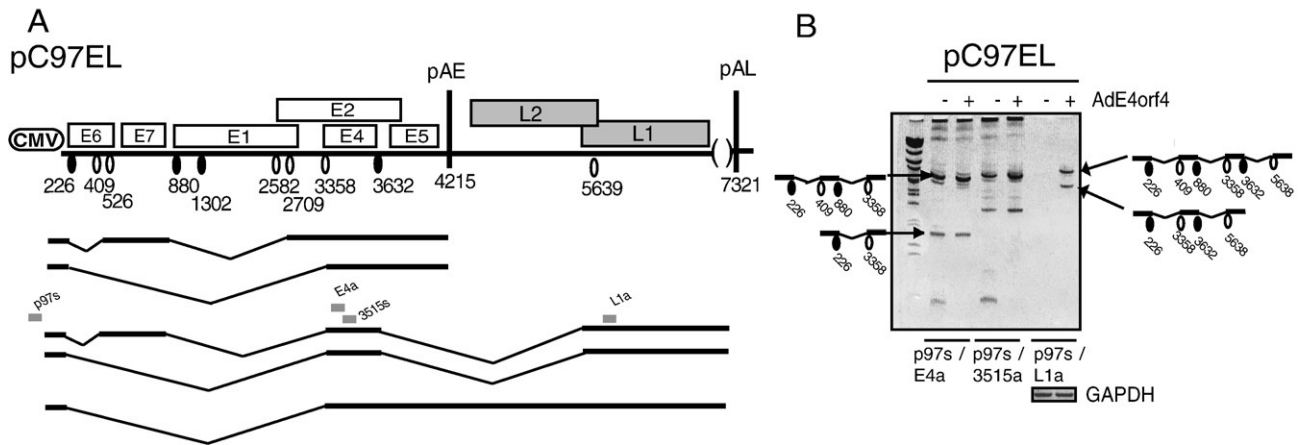 A
pC97EL
pAE
pAL
E2
L2
E6
E7
E1
E4
E5
L1
CMV
( )
226
409
880
2582
3358
3632
4215
5639
7321
526
1302
2709
p97s
E4a
3515s
L1a
B
pC97EL
- + - + - + AdE4orf4
226 409 880 3358
226 3358
226 409 880 3358 3632 5638
226 3358 3632 5638
p97s / p97s / p97s /
E4a 3515a L1a
GAPDH